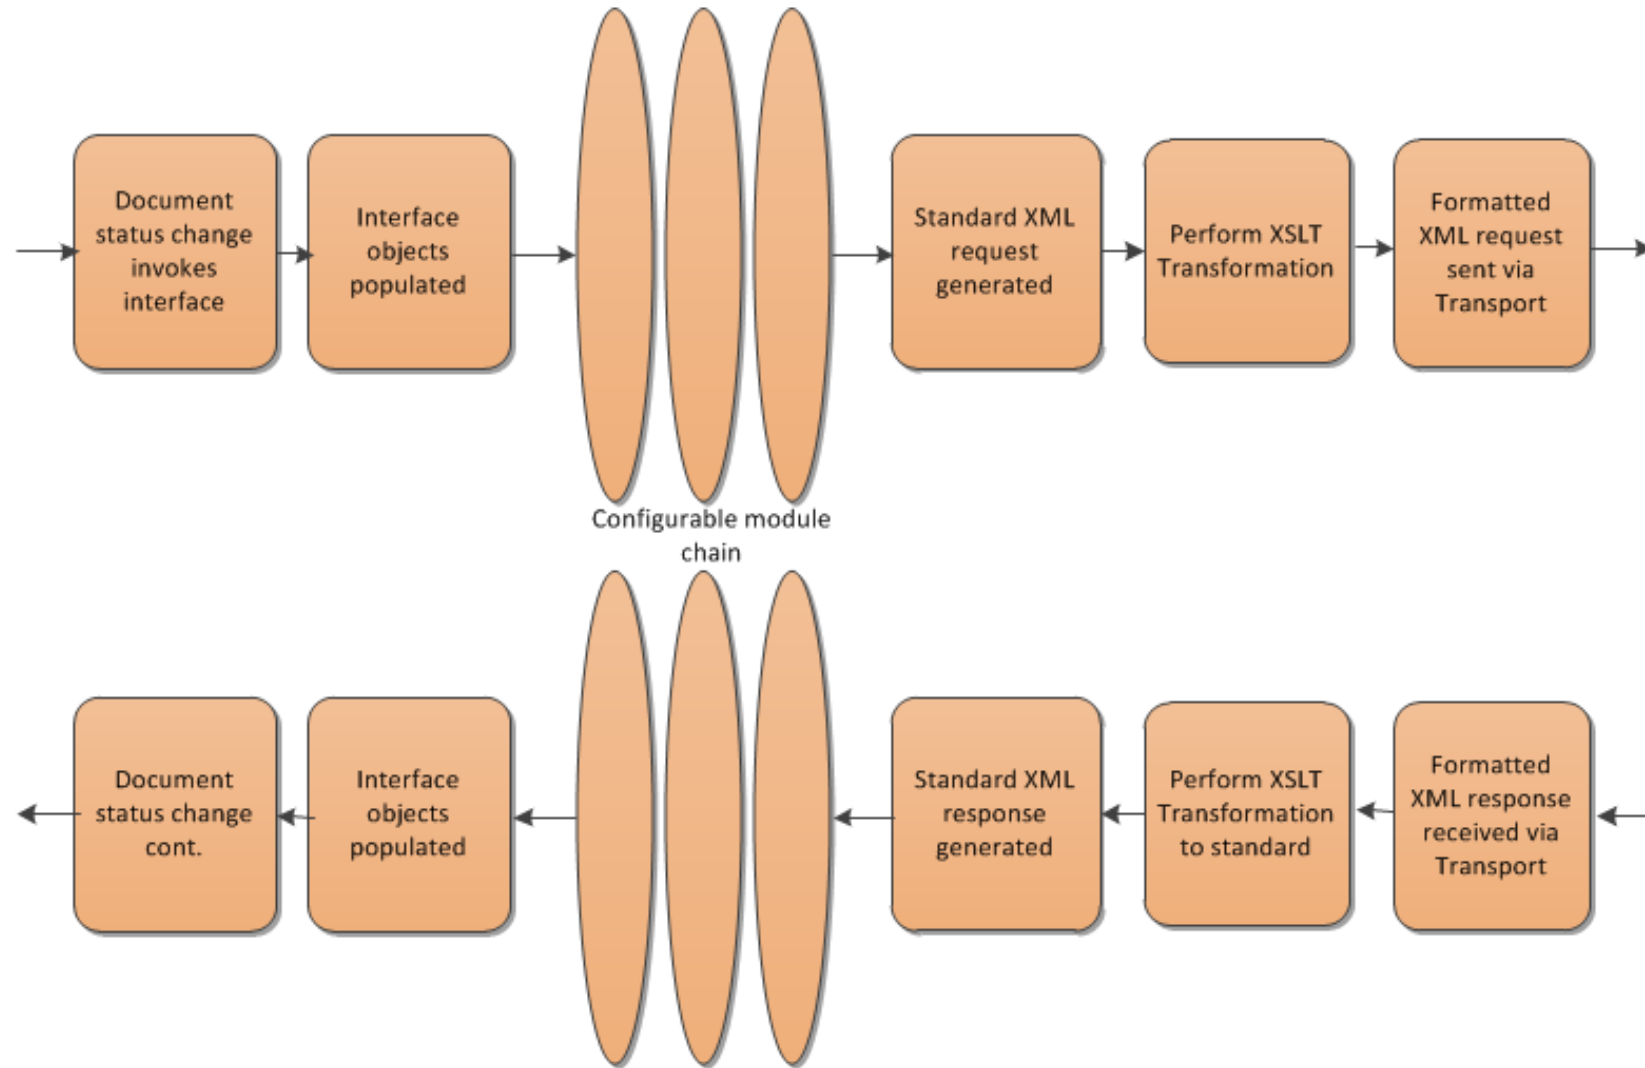 Document
status change
invokes
interface
Interface
objects
populated
Standard XML
request
generated
Perform XSLT
Transformation
Formatted
XML request
sent via
Transport
Configurable module
chain
Document
status change
cont.
Interface
objects
populated
Standard XML
response
generated
Perform XSLT
Transformation
to standard
Formatted
XML response
received via
Transport